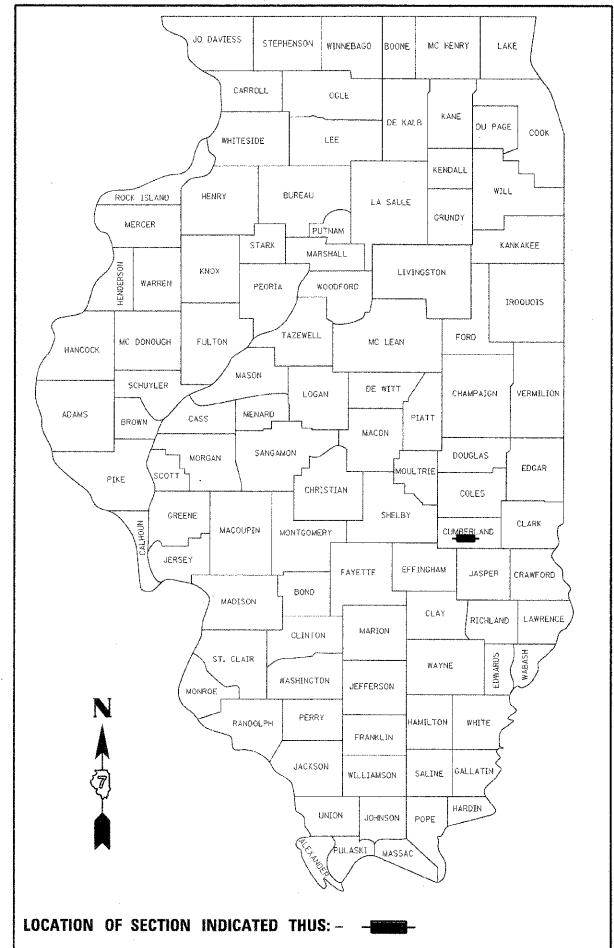 JO DAVIESS STEPHENSON WINNEBAGO BOONE MC HENRY LAKE
CARROLL OGLE DE KALB KANE DU PAGE COOK
WHITESIDE LEE
KENDALL WILL
ROCK ISLAND HENRY BUREAU LA SALLE GRUNDY
MERCER PUTNAM
STARK MARSHALL KANKAKEE
HENDERSON WARREN KNOX PEORIA WOODFORD LIVINGSTON IROQUOIS
HANCOCK MC DONOUGH FULTON TAZEWELL MC LEAN FORD
SCHUYLER MASON LOGAN DE WITT CHAMPAIGN VERMILION
ADAMS BROWN CASS MENARD MACON PIATT
PIKE SCOTT MORGAN SANGAMON MOULTRIE DOUGLAS EDGAR
CHRISTIAN COLES
CALHOUN GREENE MACOUPIN MONTGOMERY SHELBY CUMBERLAND CLARK
JERSEY FAYETTE EFFINGHAM JASPER CRAWFORD
MADISON BOND CLAY RICHLAND LAWRENCE
CLINTON MARION
ST. CLAIR WAYNE EDWARDS WABASH
MONROE WASHINGTON JEFFERSON
RANDOLPH PERRY HAMILTON WHITE
N FRANKLIN
7 JACKSON WILLIAMSON SALINE GALLATIN
UNION JOHNSON POPE HARDIN
ALEXANDER PULASKI MASSAC
LOCATION OF SECTION INDICATED THUS: -